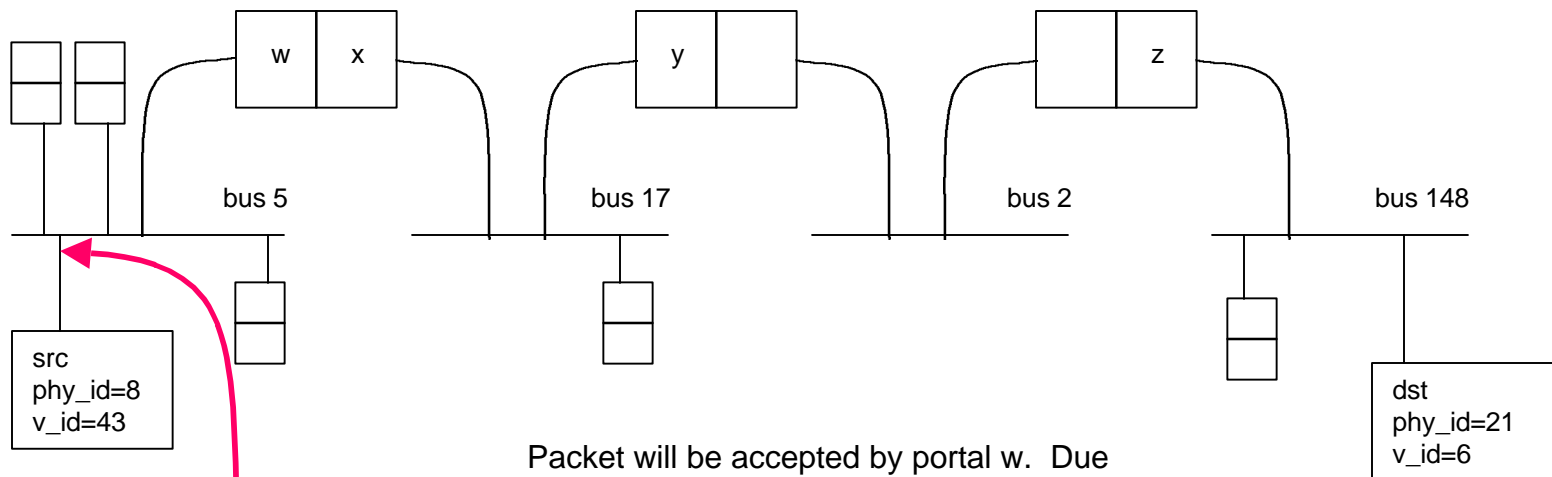 w
x
y
z
bus 5
bus 17
bus 2
bus 148
src
phy_id=8
v_id=43
dst
phy_id=21
v_id=6
Packet will be accepted by portal w.  Due